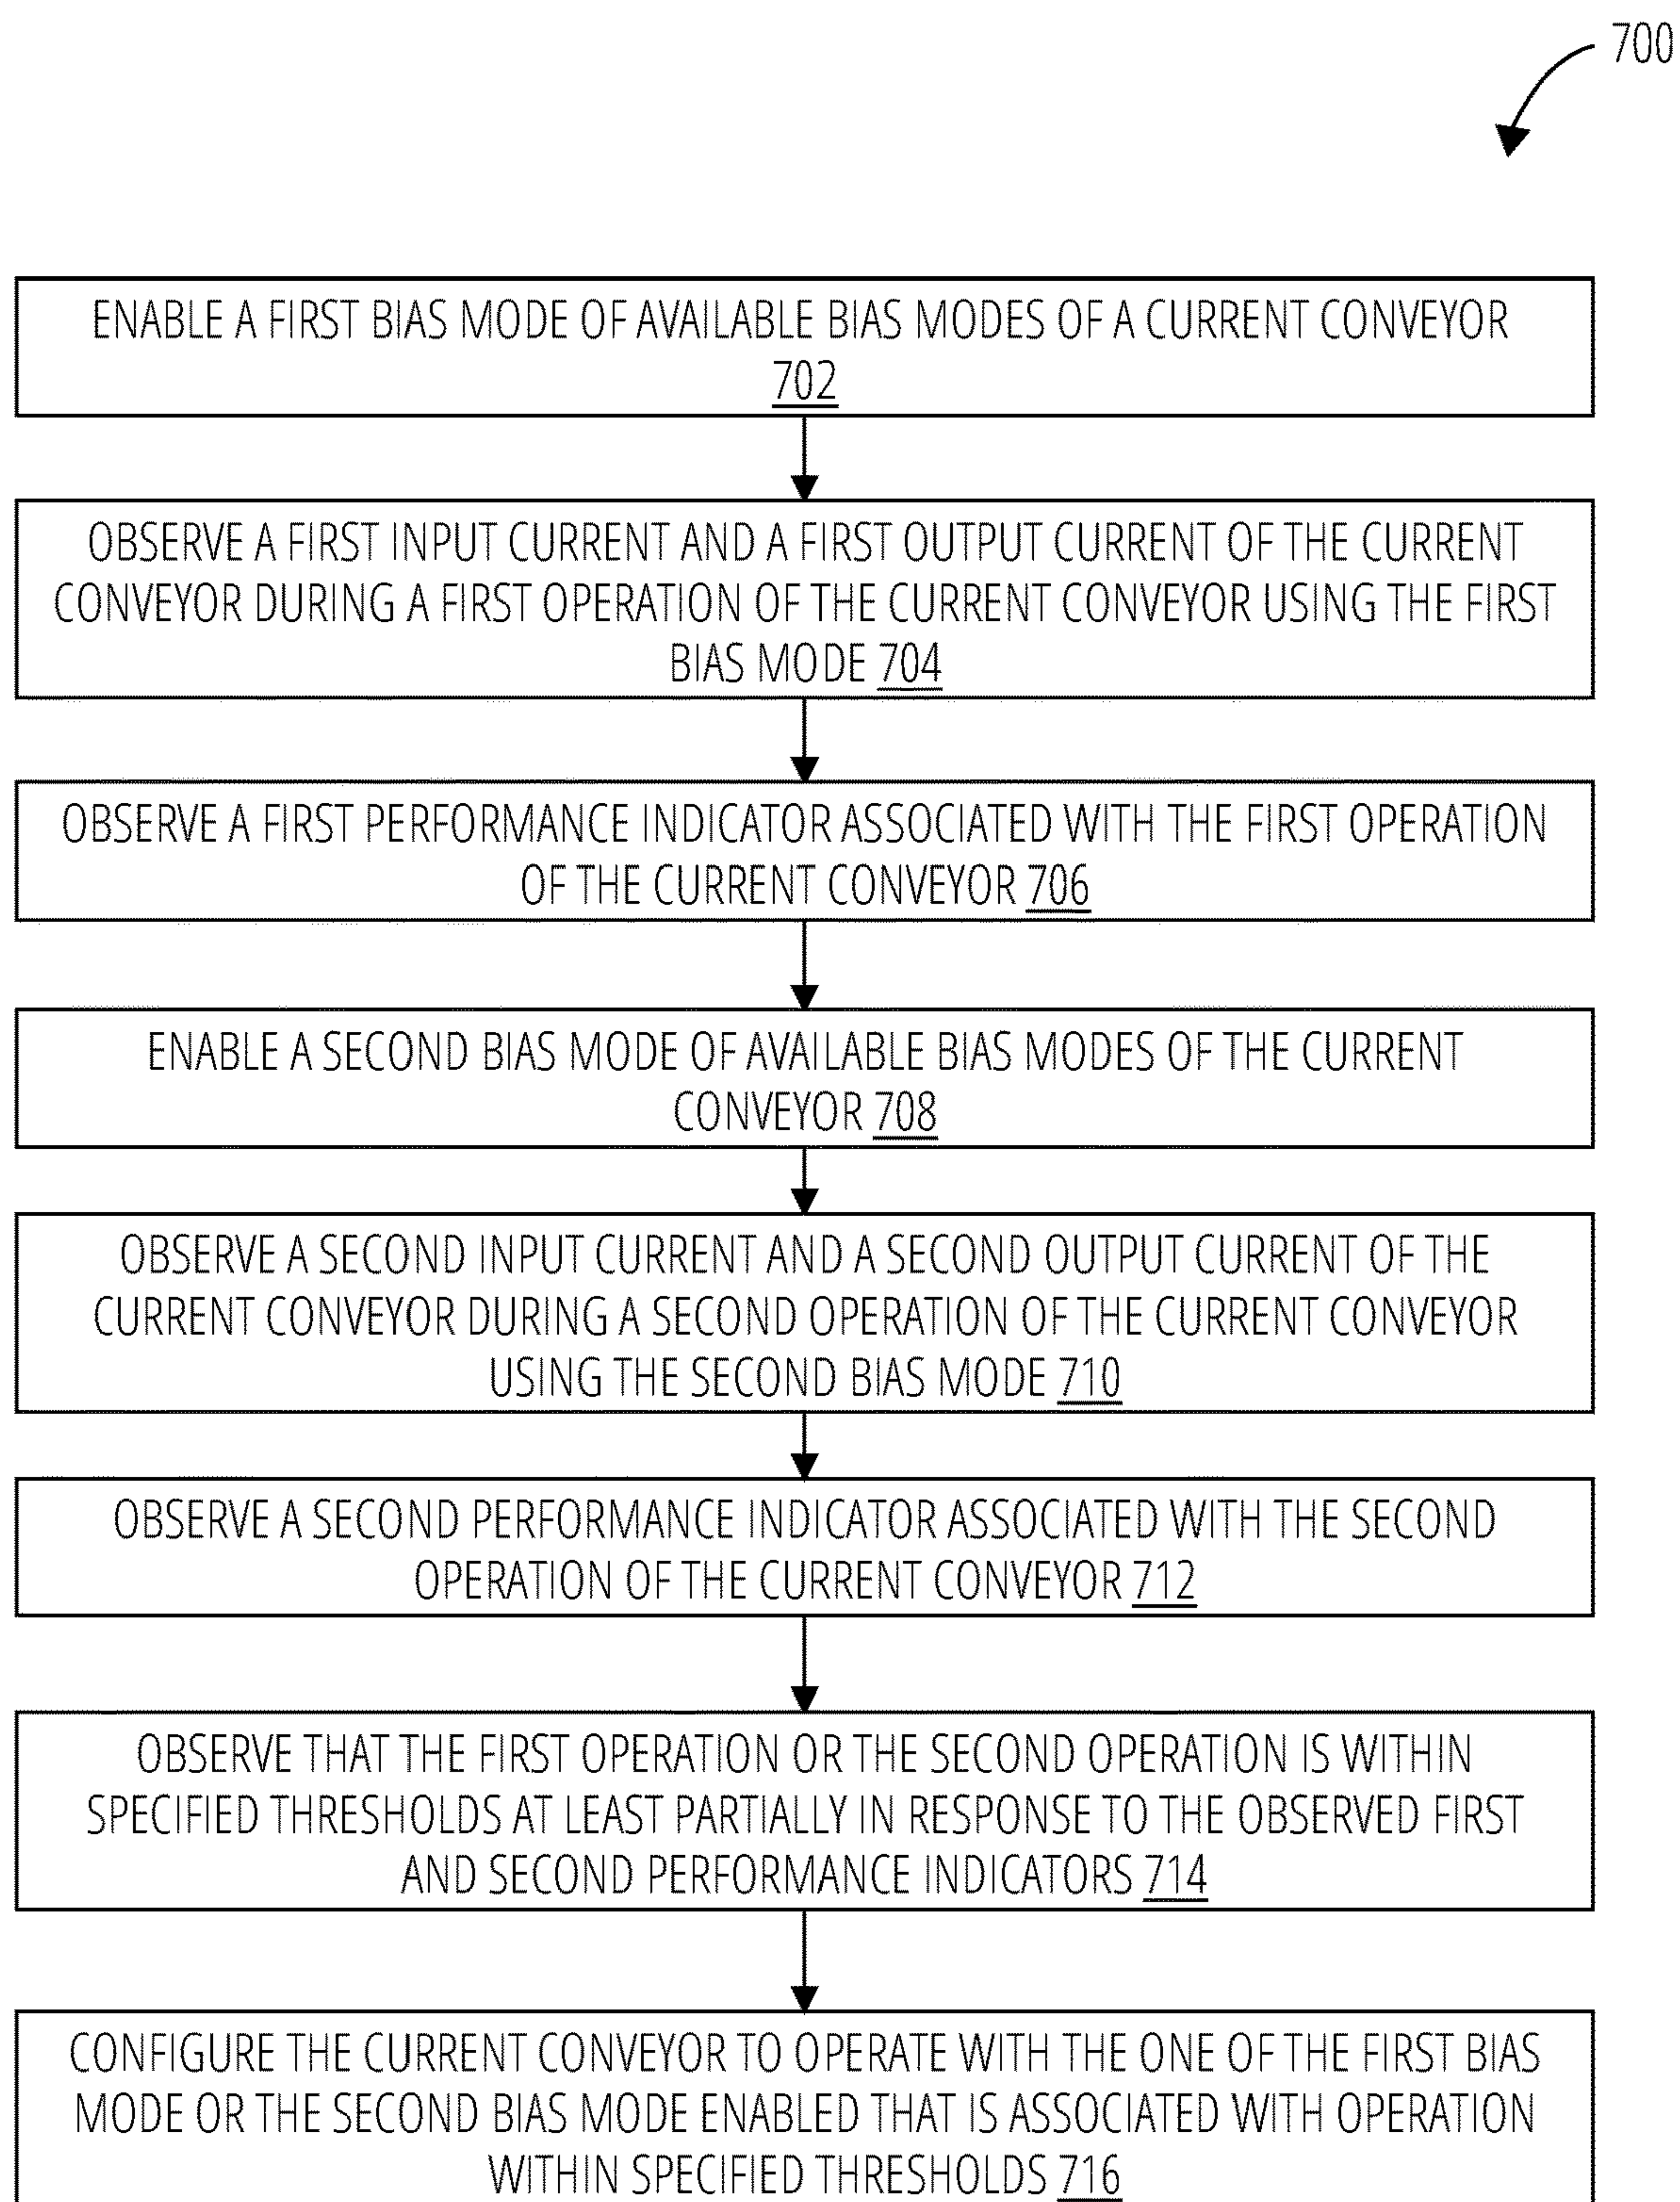 700
ENABLE A FIRST BIAS MODE OF AVAILABLE BIAS MODES OF A CURRENT CONVEYOR
702
OBSERVE A FIRST INPUT CURRENT AND A FIRST OUTPUT CURRENT OF THE CURRENT
CONVEYOR DURING A FIRST OPERATION OF THE CURRENT CONVEYOR USING THE FIRST
BIAS MODE 704
OBSERVE A FIRST PERFORMANCE INDICATOR ASSOCIATED WITH THE FIRST OPERATION
OF THE CURRENT CONVEYOR 706
ENABLE A SECOND BIAS MODE OF AVAILABLE BIAS MODES OF THE CURRENT
CONVEYOR 708
OBSERVE A SECOND INPUT CURRENT AND A SECOND OUTPUT CURRENT OF THE
CURRENT CONVEYOR DURING A SECOND OPERATION OF THE CURRENT CONVEYOR
USING THE SECOND BIAS MODE 710
OBSERVE A SECOND PERFORMANCE INDICATOR ASSOCIATED WITH THE SECOND
OPERATION OF THE CURRENT CONVEYOR 712
OBSERVE THAT THE FIRST OPERATION OR THE SECOND OPERATION IS WITHIN
SPECIFIED THRESHOLDS AT LEAST PARTIALLY IN RESPONSE TO THE OBSERVED FIRST
AND SECOND PERFORMANCE INDICATORS 714
CONFIGURE THE CURRENT CONVEYOR TO OPERATE WITH THE ONE OF THE FIRST BIAS
MODE OR THE SECOND BIAS MODE ENABLED THAT IS ASSOCIATED WITH OPERATION
WITHIN SPECIFIED THRESHOLDS 716